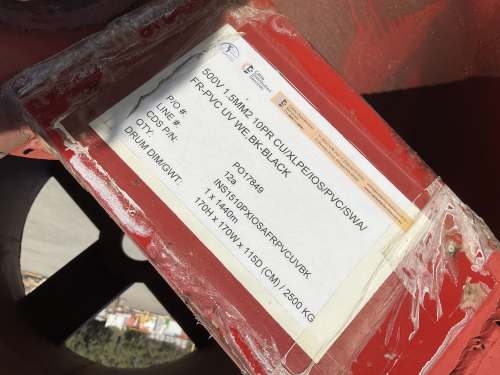 500V 1.5MM2 10PR CU/XLPE/IOS/PVC/SWA/
FR-PVC UV WE.BK-BLACK
P/O #: PO17849
LINE #: 12a
CDS P/N: INS1510PXIOSAFRPVCUVBK
QTY: 1 x 1440m
DRUM DIM/GWT: 170H x 170W x 115D (CM) / 2500 KG